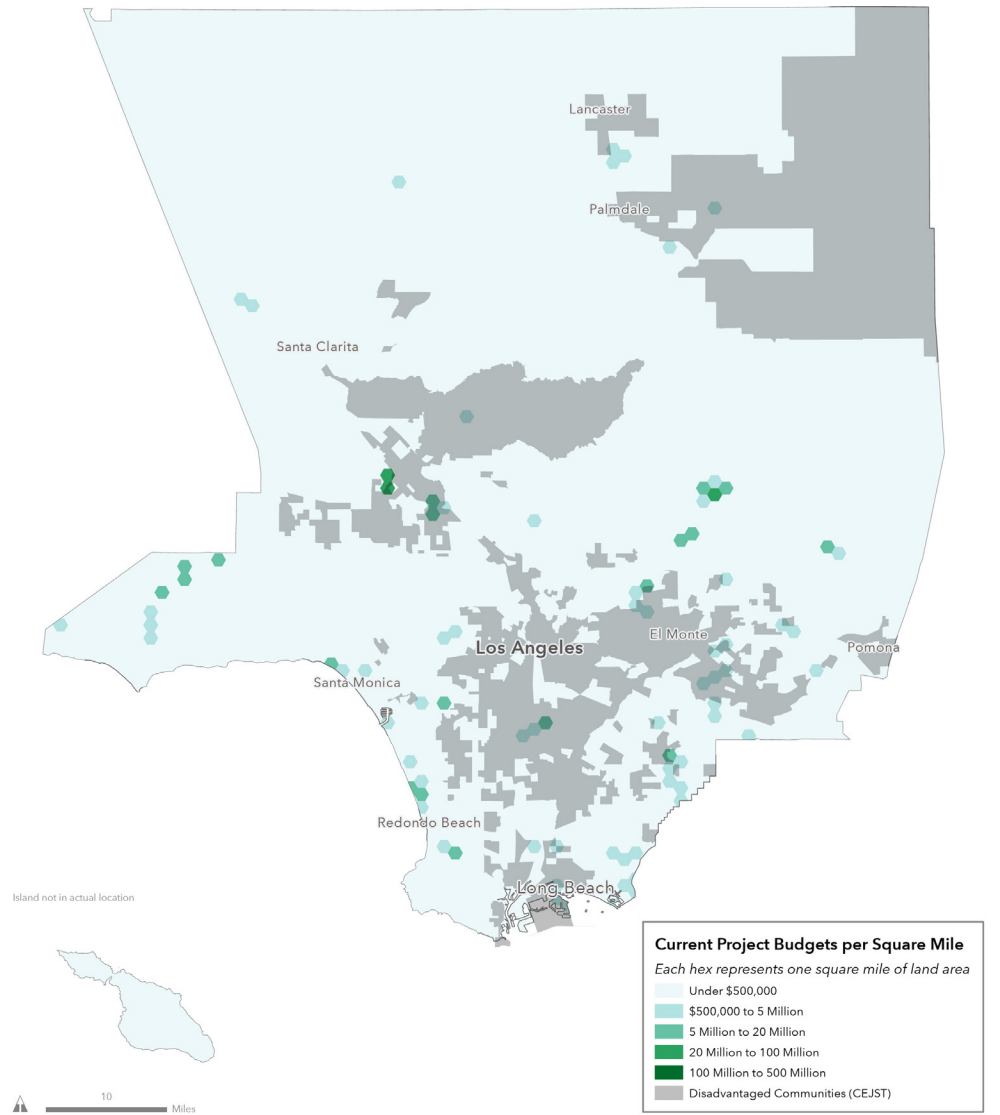 Lancaster
Palmdale
Santa Clarita
El Monte
Los Angeles
Pomona
Santa Monica
Redondo Beach
Long Beach
Island not in actual location
Current Project Budgets per Square Mile
Each hex represents one square mile of land area
Under $500,000
$500,000 to 5 Million
5 Million to 20 Million
20 Million to 100 Million
100 Million to 500 Million
Disadvantaged Communities (CEJST)
10
Miles